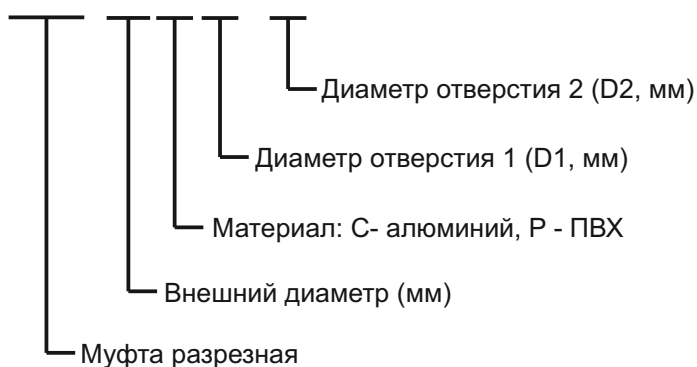 Диаметр отверстия 2 (D2, мм)
Диаметр отверстия 1 (D1, мм)
Материал: С- алюминий, Р - ПВХ
Внешний диаметр (мм)
Муфта разрезная